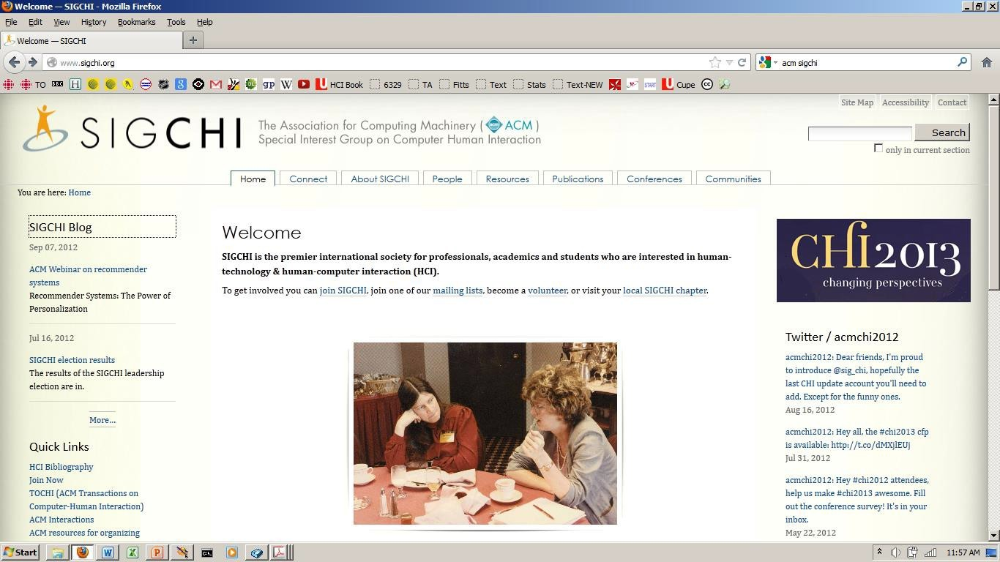 Welcome — SIGCHI - Mozilla Firefox
File Edit View History Bookmarks Tools Help
Welcome — SIGCHI
www.sigchi.org
acm sigchi
TO BBC H g gp W HCI Book 6329 TA Fitts Text Stats Text-NEW START Cupe cc
Site Map Accessibility Contact
SIGCHI The Association for Computing Machinery ( acm ACM )
Special Interest Group on Computer Human Interaction
Search
only in current section
Home Connect About SIGCHI People Resources Publications Conferences Communities
You are here: Home
SIGCHI Blog
Sep 07, 2012
ACM Webinar on recommender
systems
Recommender Systems: The Power of
Personalization
Jul 16, 2012
SIGCHI election results
The results of the SIGCHI leadership
election are in.
More...
Quick Links
HCI Bibliography
Join Now
TOCHI (ACM Transactions on
Computer-Human Interaction)
ACM Interactions
ACM resources for organizing
Welcome
SIGCHI is the premier international society for professionals, academics and students who are interested in human-
technology & human-computer interaction (HCI).
To get involved you can join SIGCHI, join one of our mailing lists, become a volunteer, or visit your local SIGCHI chapter.
CHI 2013
changing perspectives
Twitter / acmchi2012
acmchi2012: Dear friends, I'm proud
to introduce @sig_chi, hopefully the
last CHI update account you'll need to
add. Except for the funny ones.
Aug 16, 2012
acmchi2012: Hey all, the #chi2013 cfp
is available: http://t.co/dMXjlEUj
Jul 31, 2012
acmchi2012: Hey #chi2012 attendees,
help us make #chi2013 awesome. Fill
out the conference survey! It's in your
inbox.
May 22, 2012
Start
11:57 AM